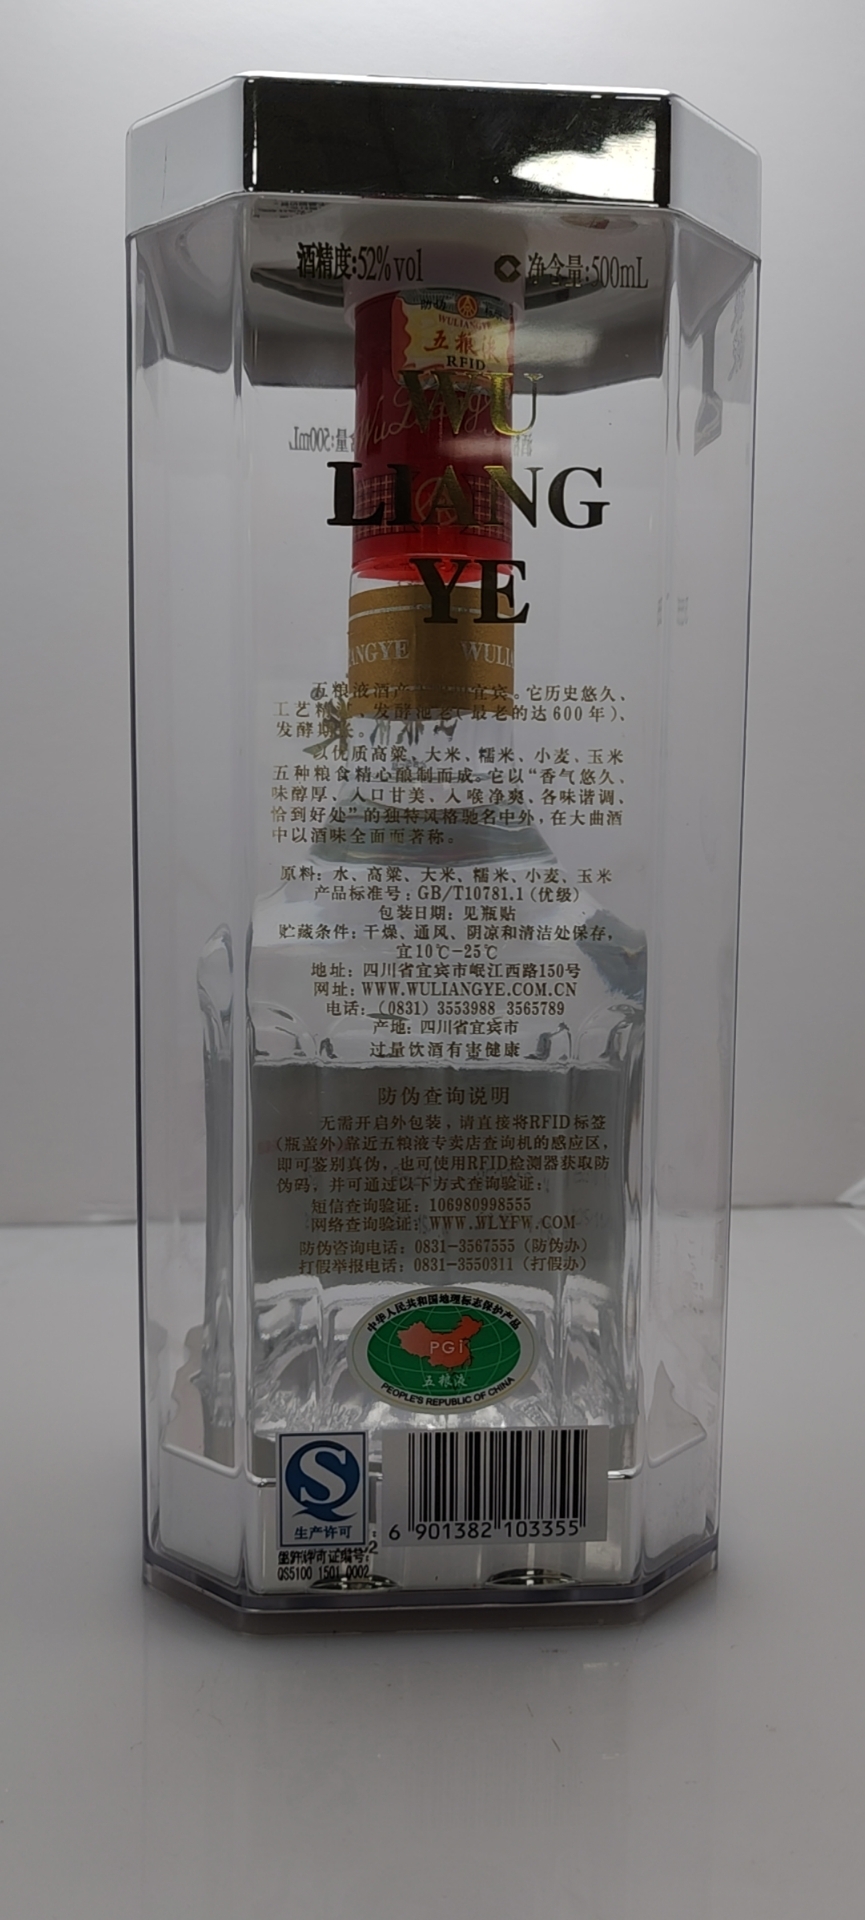 酒精度:52%vol
净含量:500mL
WULIANGYE
五粮液
RFID
WU
LIANG
YE
ANGYE WULI
五粮液酒产 宜宾。它历史悠久、
工艺精 、发酵池老(最老的达600年)、
发酵期长。
以优质高粱、大米、糯米、小麦、玉米
五种粮食精心酿制而成。它以“香气悠久、
味醇厚、入口甘美、入喉净爽、各味谐调、
恰到好处”的独特风格驰名中外,在大曲酒
中以酒味全面而著称。
原料: 水、高粱、大米、糯米、小麦、玉米
产品标准号: GB/T10781.1(优级)
包装日期: 见瓶贴
贮藏条件: 干燥、通风、阴凉和清洁处保存,
宜10℃-25℃
地址: 四川省宜宾市岷江西路150号
网址: WWW.WULIANGYE.COM.CN
电话: (0831) 3553988 3565789
产地: 四川省宜宾市
过量饮酒有害健康
防伪查询说明
无需开启外包装, 请直接将RFID标签
(瓶盖外)靠近五粮液专卖店查询机的感应区,
即可鉴别真伪, 也可使用RFID检测器获取防
伪码, 并可通过以下方式查询验证:
短信查询验证: 106980998555
网络查询验证: WWW.WLYFW.COM
防伪咨询电话: 0831-3567555 (防伪办)
打假举报电话: 0831-3550311 (打假办)
中华人民共和国地理标志保护产品
PGI
五粮液
PEOPLE'S REPUBLIC OF CHINA
S
生产许可
6 901382 103355
QS5100 1501 0002